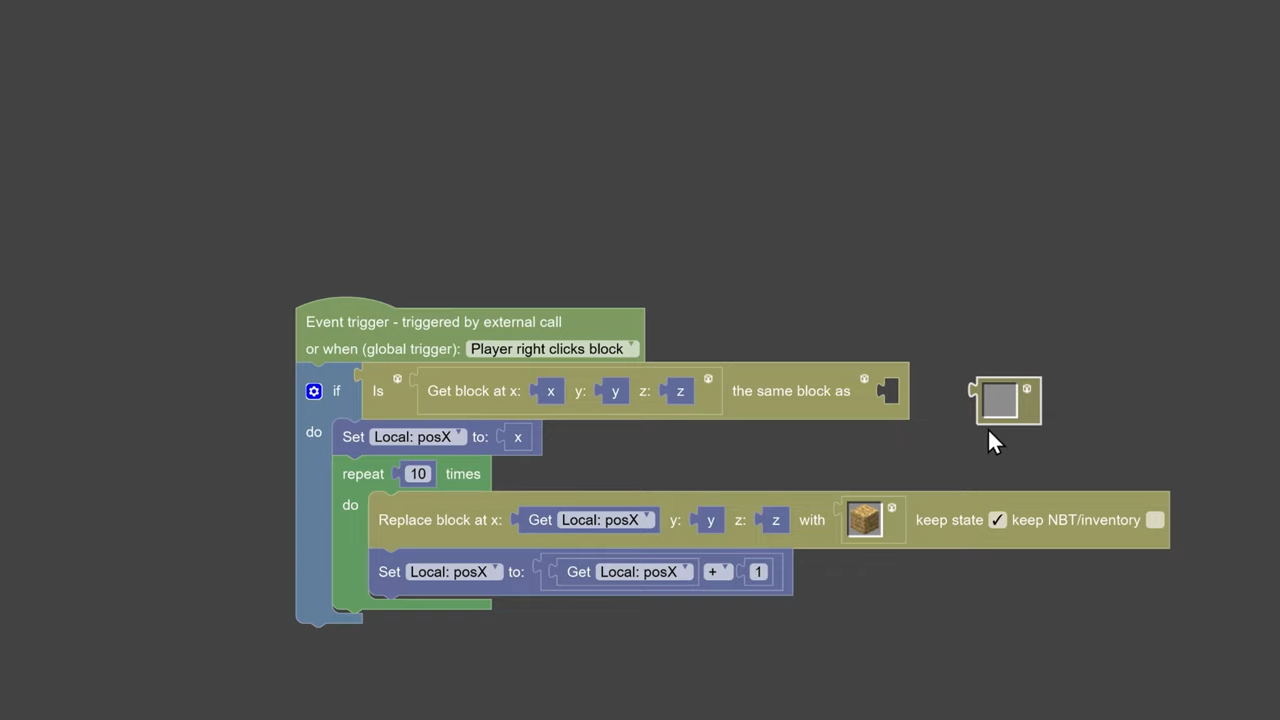 Event trigger - triggered by external call
or when (global trigger): Player right clicks block
if Is Get block at x: x y: y z: z the same block as
do Set Local: posX to: x
repeat 10 times
do Replace block at x: Get Local: posX y: y z: z with keep state ✓ keep NBT/inventory
Set Local: posX to: Get Local: posX + 1